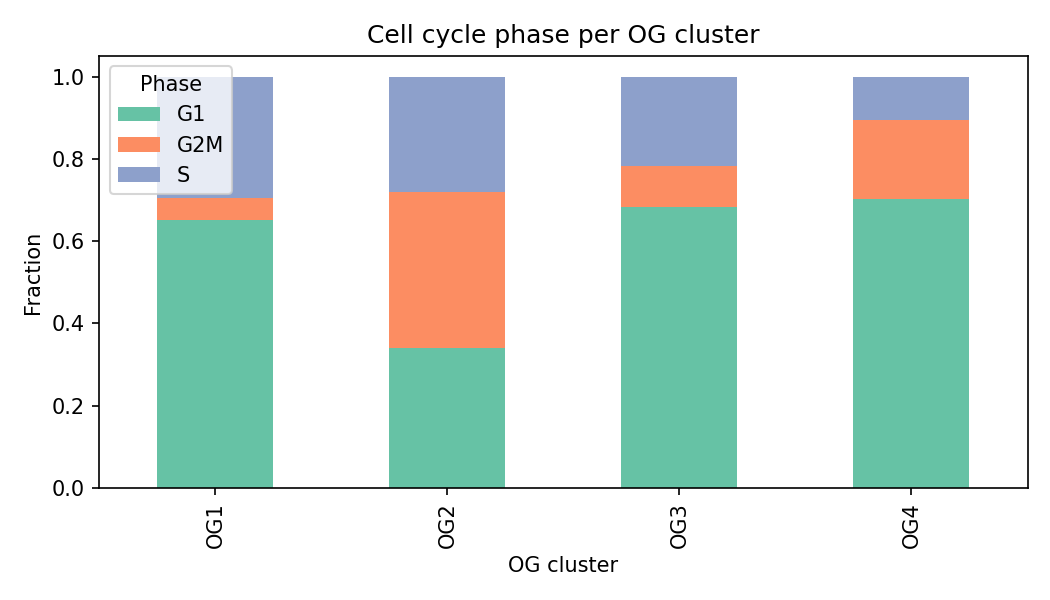 Cell cycle phase per OG cluster
Phase
G1
G2M
S
1.0
0.8
0.6
0.4
0.2
0.0
Fraction
OG1
OG2
OG3
OG4
OG cluster